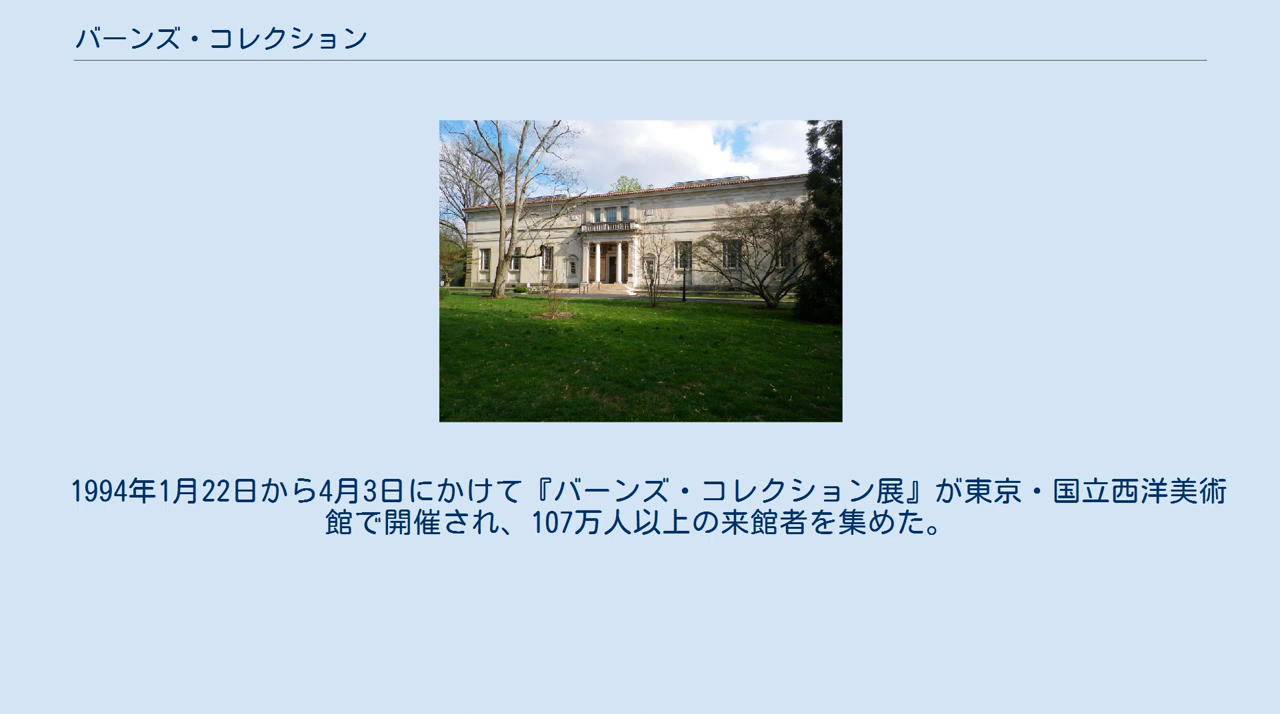 バーンズ・コレクション
1994年1月22日から4月3日にかけて『バーンズ・コレクション展』が東京・国立西洋美術
館で開催され、107万人以上の来館者を集めた。